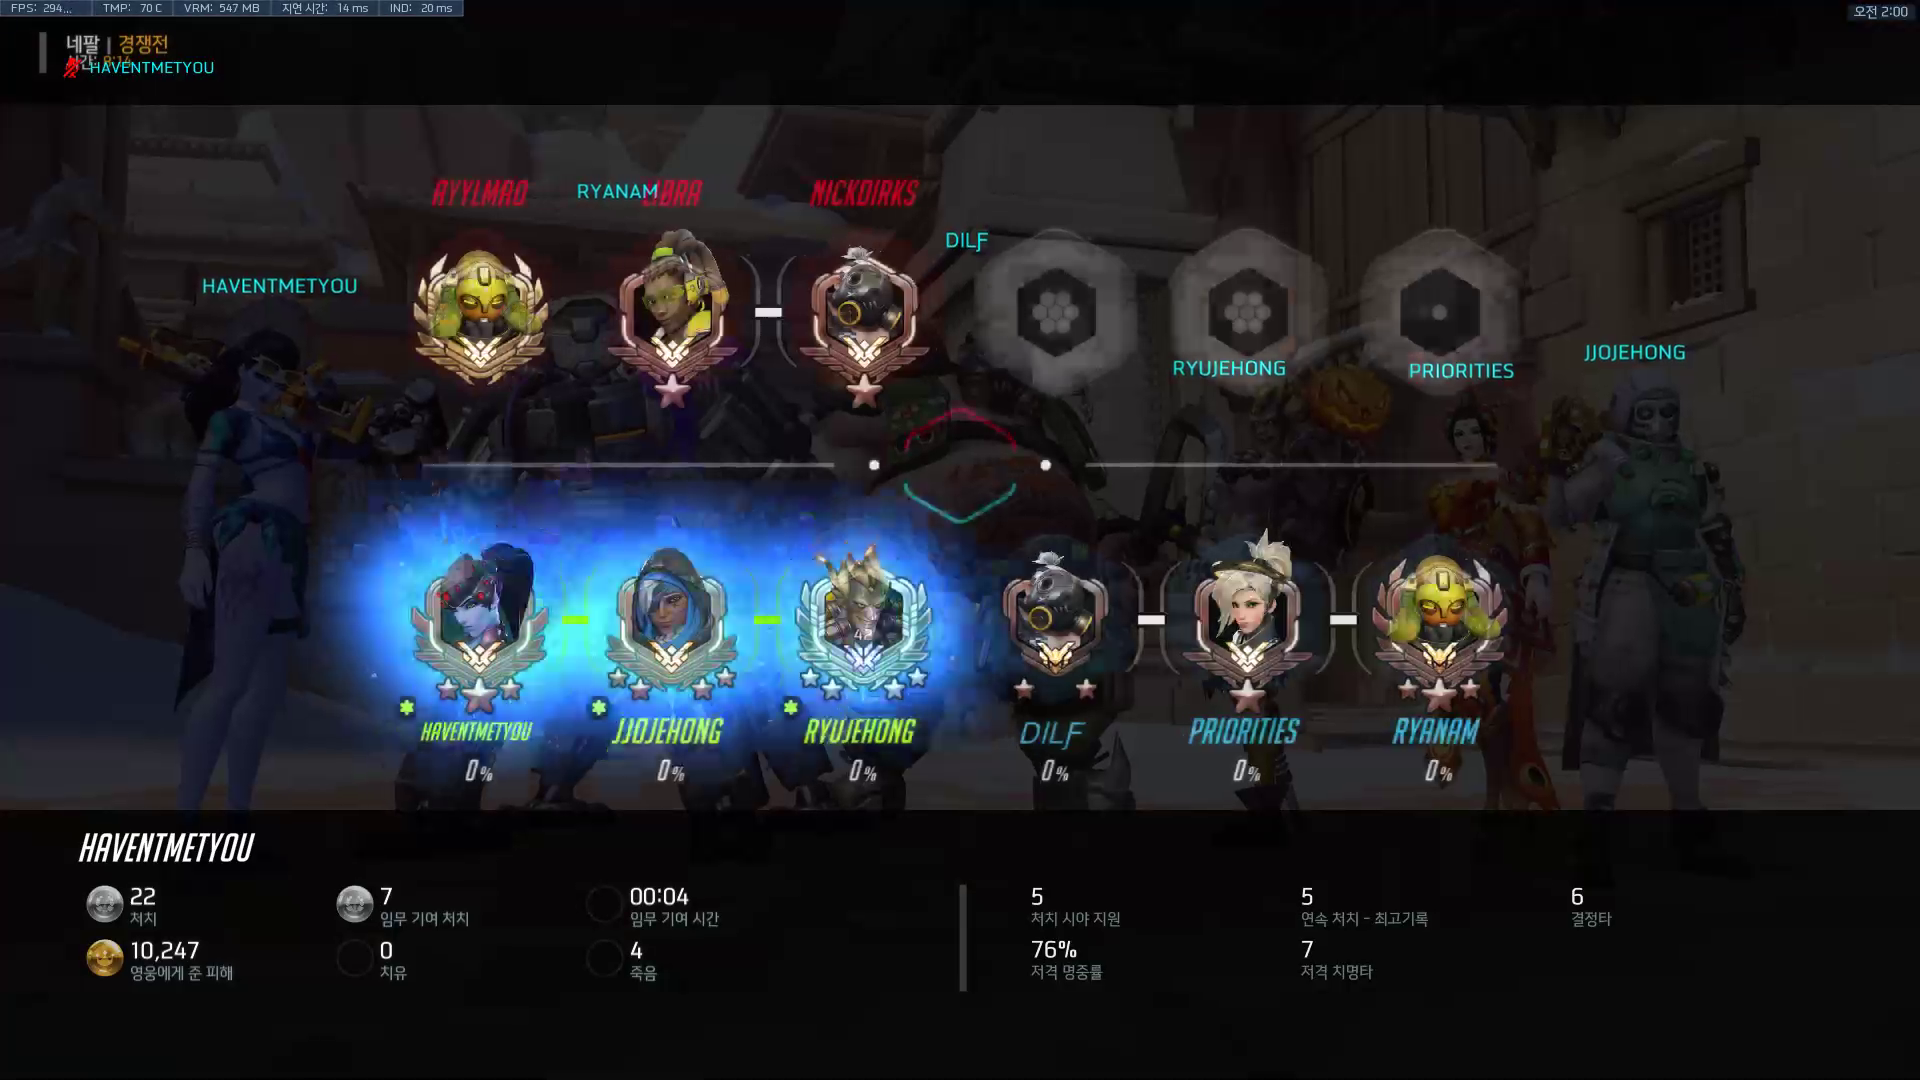 FPS: 294... TMP: 70 C VRM: 547 MB 지연 시간: 14 ms IND: 20 ms
오전 2:00
네팔 | 경쟁전
HAVENTMETYOU
AYYLMAO
RYANAM
NICKDIRKS
DILF
HAVENTMETYOU
RYUJEHONG
PRIORITIES
JJOJEHONG
42
HAVENTMETYOU JJOJEHONG RYUJEHONG DILF PRIORITIES RYANAM
0% 0% 0% 0% 0% 0%
HAVENTMETYOU
22 7 00:04 5 5 6
처치 임무 기여 처치 임무 기여 시간 처치 시야 지원 연속 처치 - 최고기록 결정타
10,247 0 4 76% 7
영웅에게 준 피해 치유 죽음 저격 명중률 저격 치명타